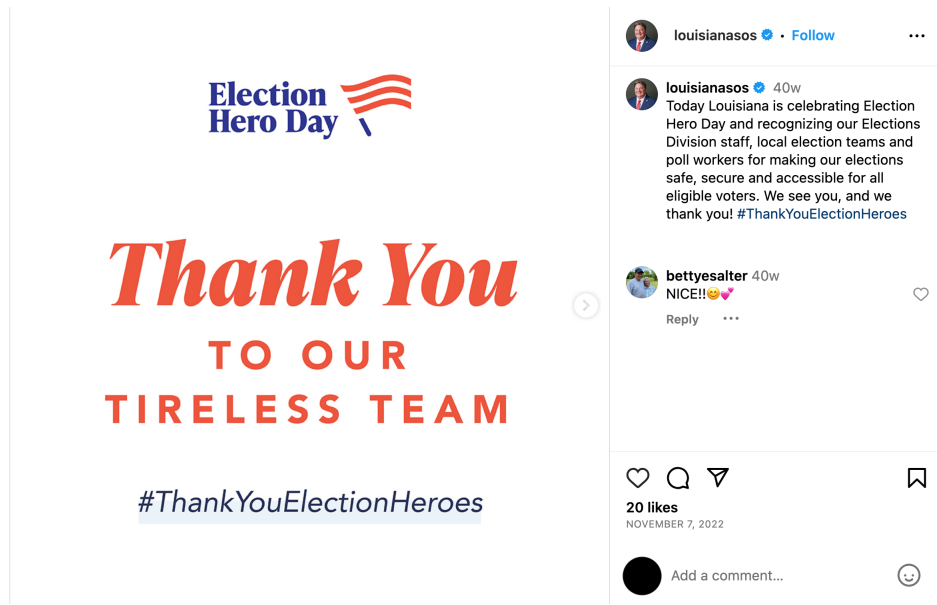 Election
Hero Day
Thank You
TO OUR
TIRELESS TEAM
#ThankYouElectionHeroes
louisianasos • Follow
louisianasos 40w
Today Louisiana is celebrating Election
Hero Day and recognizing our Elections
Division staff, local election teams and
poll workers for making our elections
safe, secure and accessible for all
eligible voters. We see you, and we
thank you! #ThankYouElectionHeroes
bettyesalter 40w
NICE!!😊💕
Reply
20 likes
NOVEMBER 7, 2022
Add a comment...